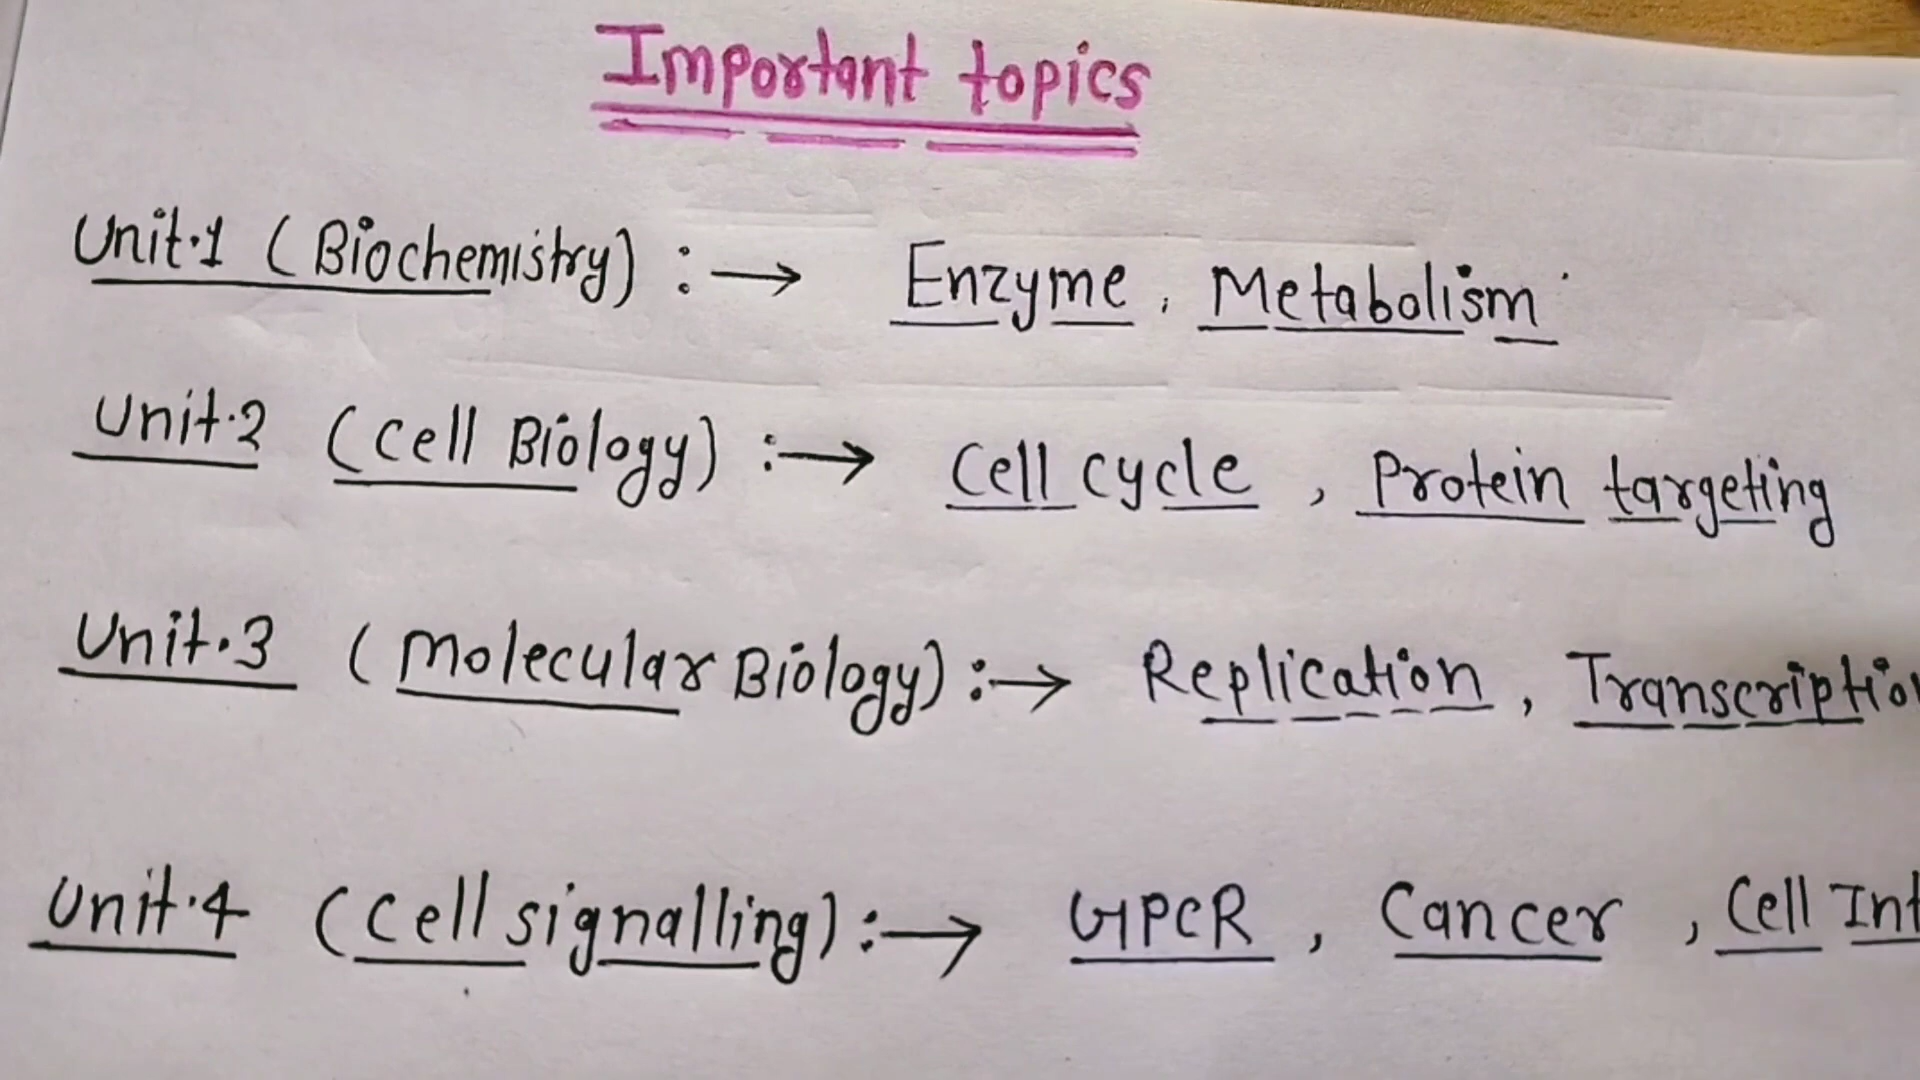 Important topics
Unit.1 (Biochemistry) :→ Enzyme, Metabolism
Unit.2 (Cell Biology) :→ Cell cycle, Protein targeting
Unit.3 (Molecular Biology) :→ Replication, Transcriptio
Unit.4 (Cell signalling) :→ GPCR, Cancer, Cell Int